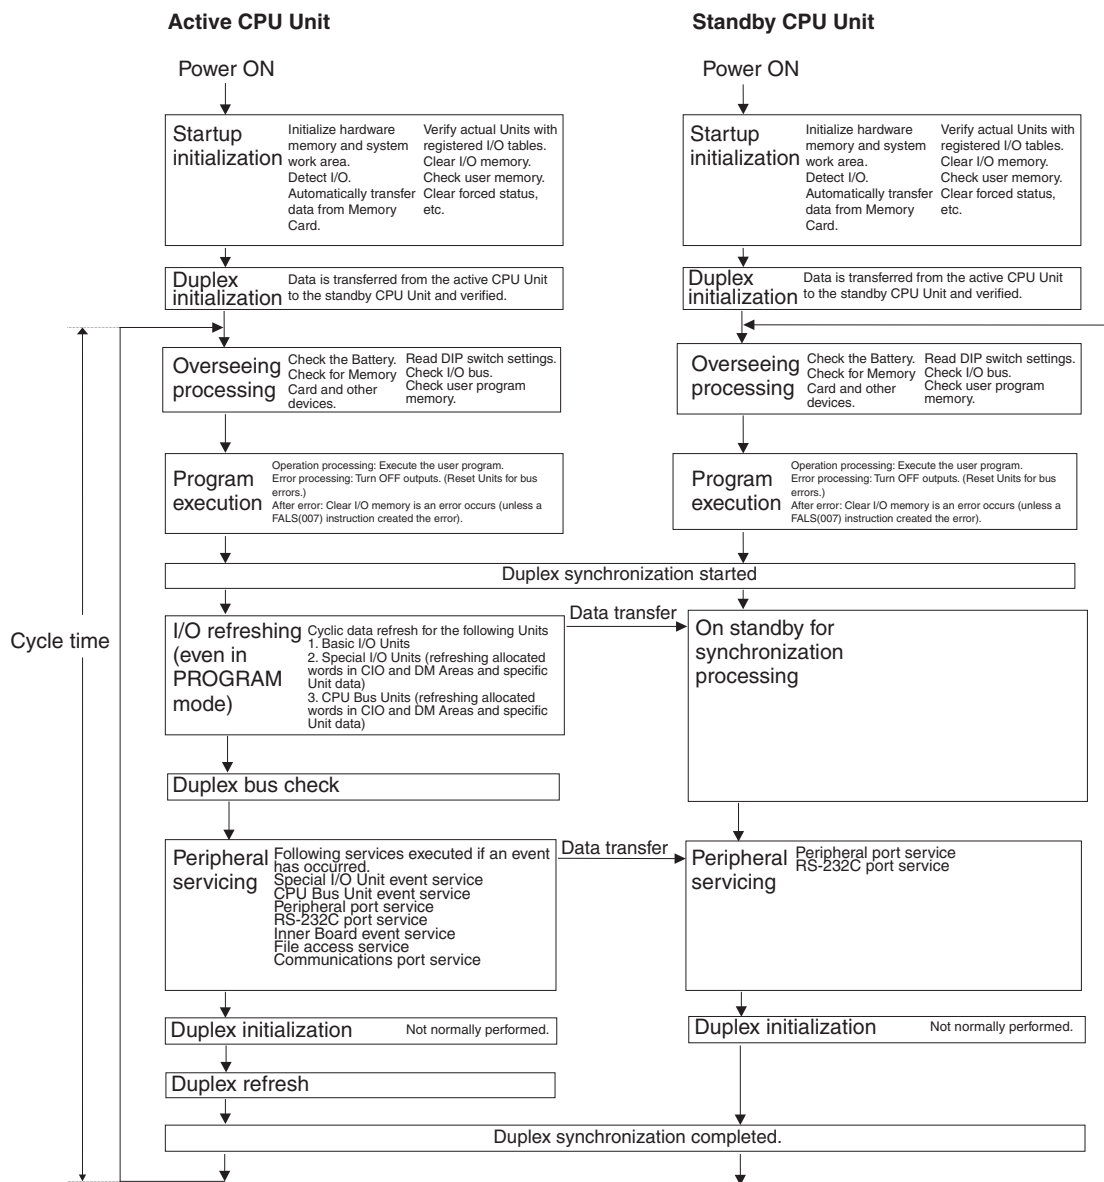 Active CPU Unit
Standby CPU Unit
Power ON
Power ON
Startup
initialization
Initialize hardware
memory and system
work area.
Detect I/O.
Automatically transfer
data from Memory
Card.
Verify actual Units with
registered I/O tables.
Clear I/O memory.
Check user memory.
Clear forced status,
etc.
Startup
initialization
Initialize hardware
memory and system
work area.
Detect I/O.
Automatically transfer
data from Memory
Card.
Verify actual Units with
registered I/O tables.
Clear I/O memory.
Check user memory.
Clear forced status,
etc.
Duplex
initialization
Data is transferred from the active CPU Unit
to the standby CPU Unit and verified.
Duplex
initialization
Data is transferred from the active CPU Unit
to the standby CPU Unit and verified.
Overseeing
processing
Check the Battery.
Check for Memory
Card and other
devices.
Read DIP switch settings.
Check I/O bus.
Check user program
memory.
Overseeing
processing
Check the Battery.
Check for Memory
Card and other
devices.
Read DIP switch settings.
Check I/O bus.
Check user program
memory.
Program
execution
Operation processing: Execute the user program.
Error processing: Turn OFF outputs. (Reset Units for bus
errors.)
After error: Clear I/O memory is an error occurs (unless a
FALS(007) instruction created the error).
Program
execution
Operation processing: Execute the user program.
Error processing: Turn OFF outputs. (Reset Units for bus
errors.)
After error: Clear I/O memory is an error occurs (unless a
FALS(007) instruction created the error).
Duplex synchronization started
Cycle time
I/O refreshing
(even in
PROGRAM
mode)
Cyclic data refresh for the following Units
1. Basic I/O Units
2. Special I/O Units (refreshing allocated
words in CIO and DM Areas and specific
Unit data)
3. CPU Bus Units (refreshing allocated
words in CIO and DM Areas and specific
Unit data)
Data transfer
On standby for
synchronization
processing
Duplex bus check
Peripheral
servicing
Following services executed if an event
has occurred.
Special I/O Unit event service
CPU Bus Unit event service
Peripheral port service
RS-232C port service
Inner Board event service
File access service
Communications port service
Data transfer
Peripheral
servicing
Peripheral port service
RS-232C port service
Duplex initialization
Not normally performed.
Duplex initialization
Not normally performed.
Duplex refresh
Duplex synchronization completed.